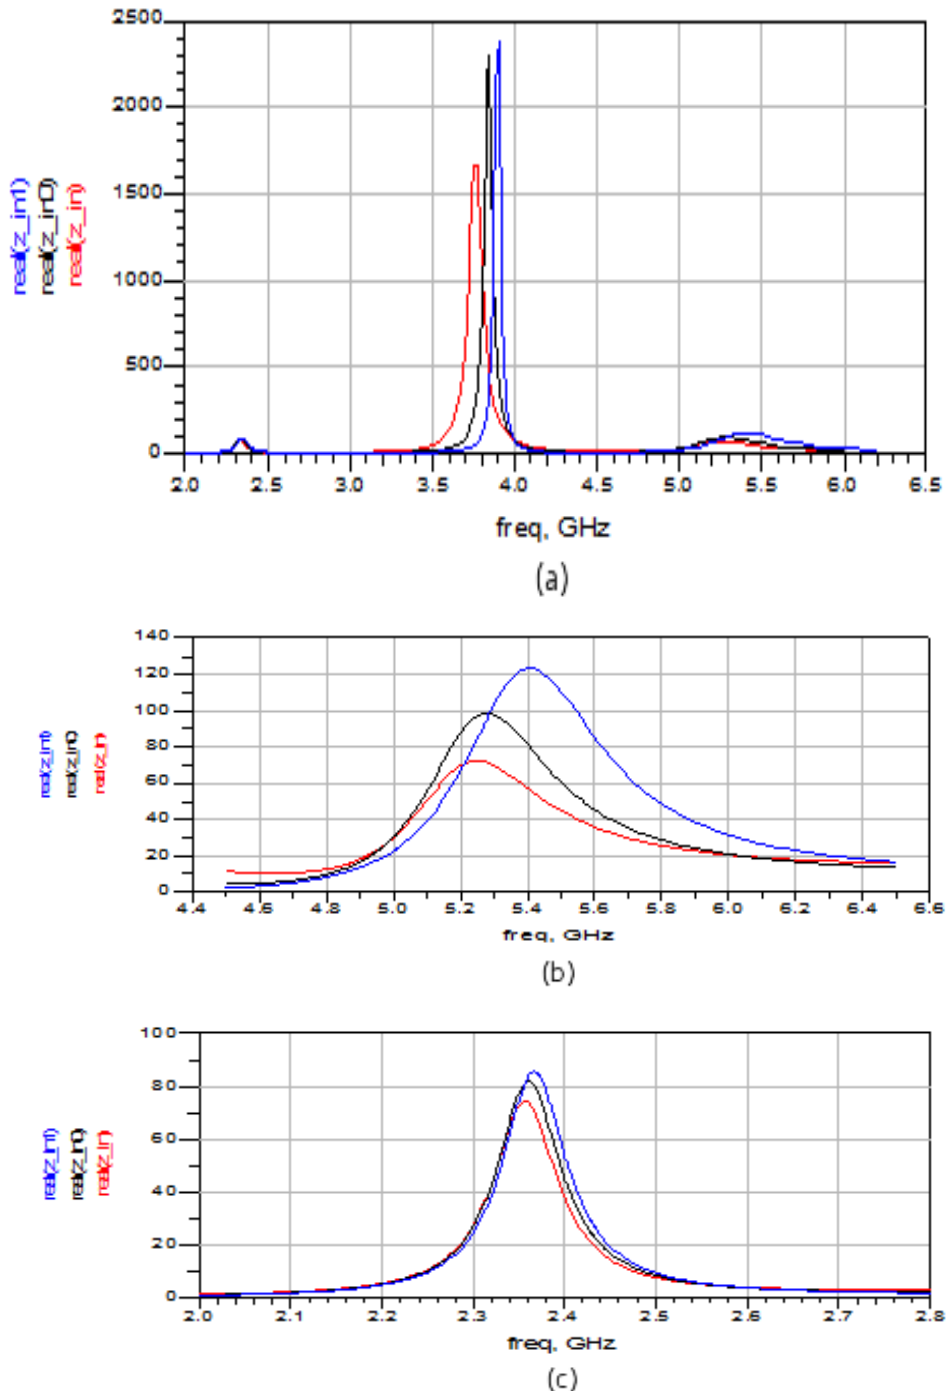 2500
2000
1500
1000
500
0
real(z_in1)
real(z_in0)
real(z_in)
2.0 2.5 3.0 3.5 4.0 4.5 5.0 5.5 6.0 6.5
freq, GHz
(a)
140
120
100
80
60
40
20
0
real(z_in1)
real(z_in0)
real(z_in)
4.4 4.6 4.8 5.0 5.2 5.4 5.6 5.8 6.0 6.2 6.4 6.6
freq, GHz
(b)
100
80
60
40
20
0
real(z_in1)
real(z_in0)
real(z_in)
2.0 2.1 2.2 2.3 2.4 2.5 2.6 2.7 2.8
freq, GHz
(c)